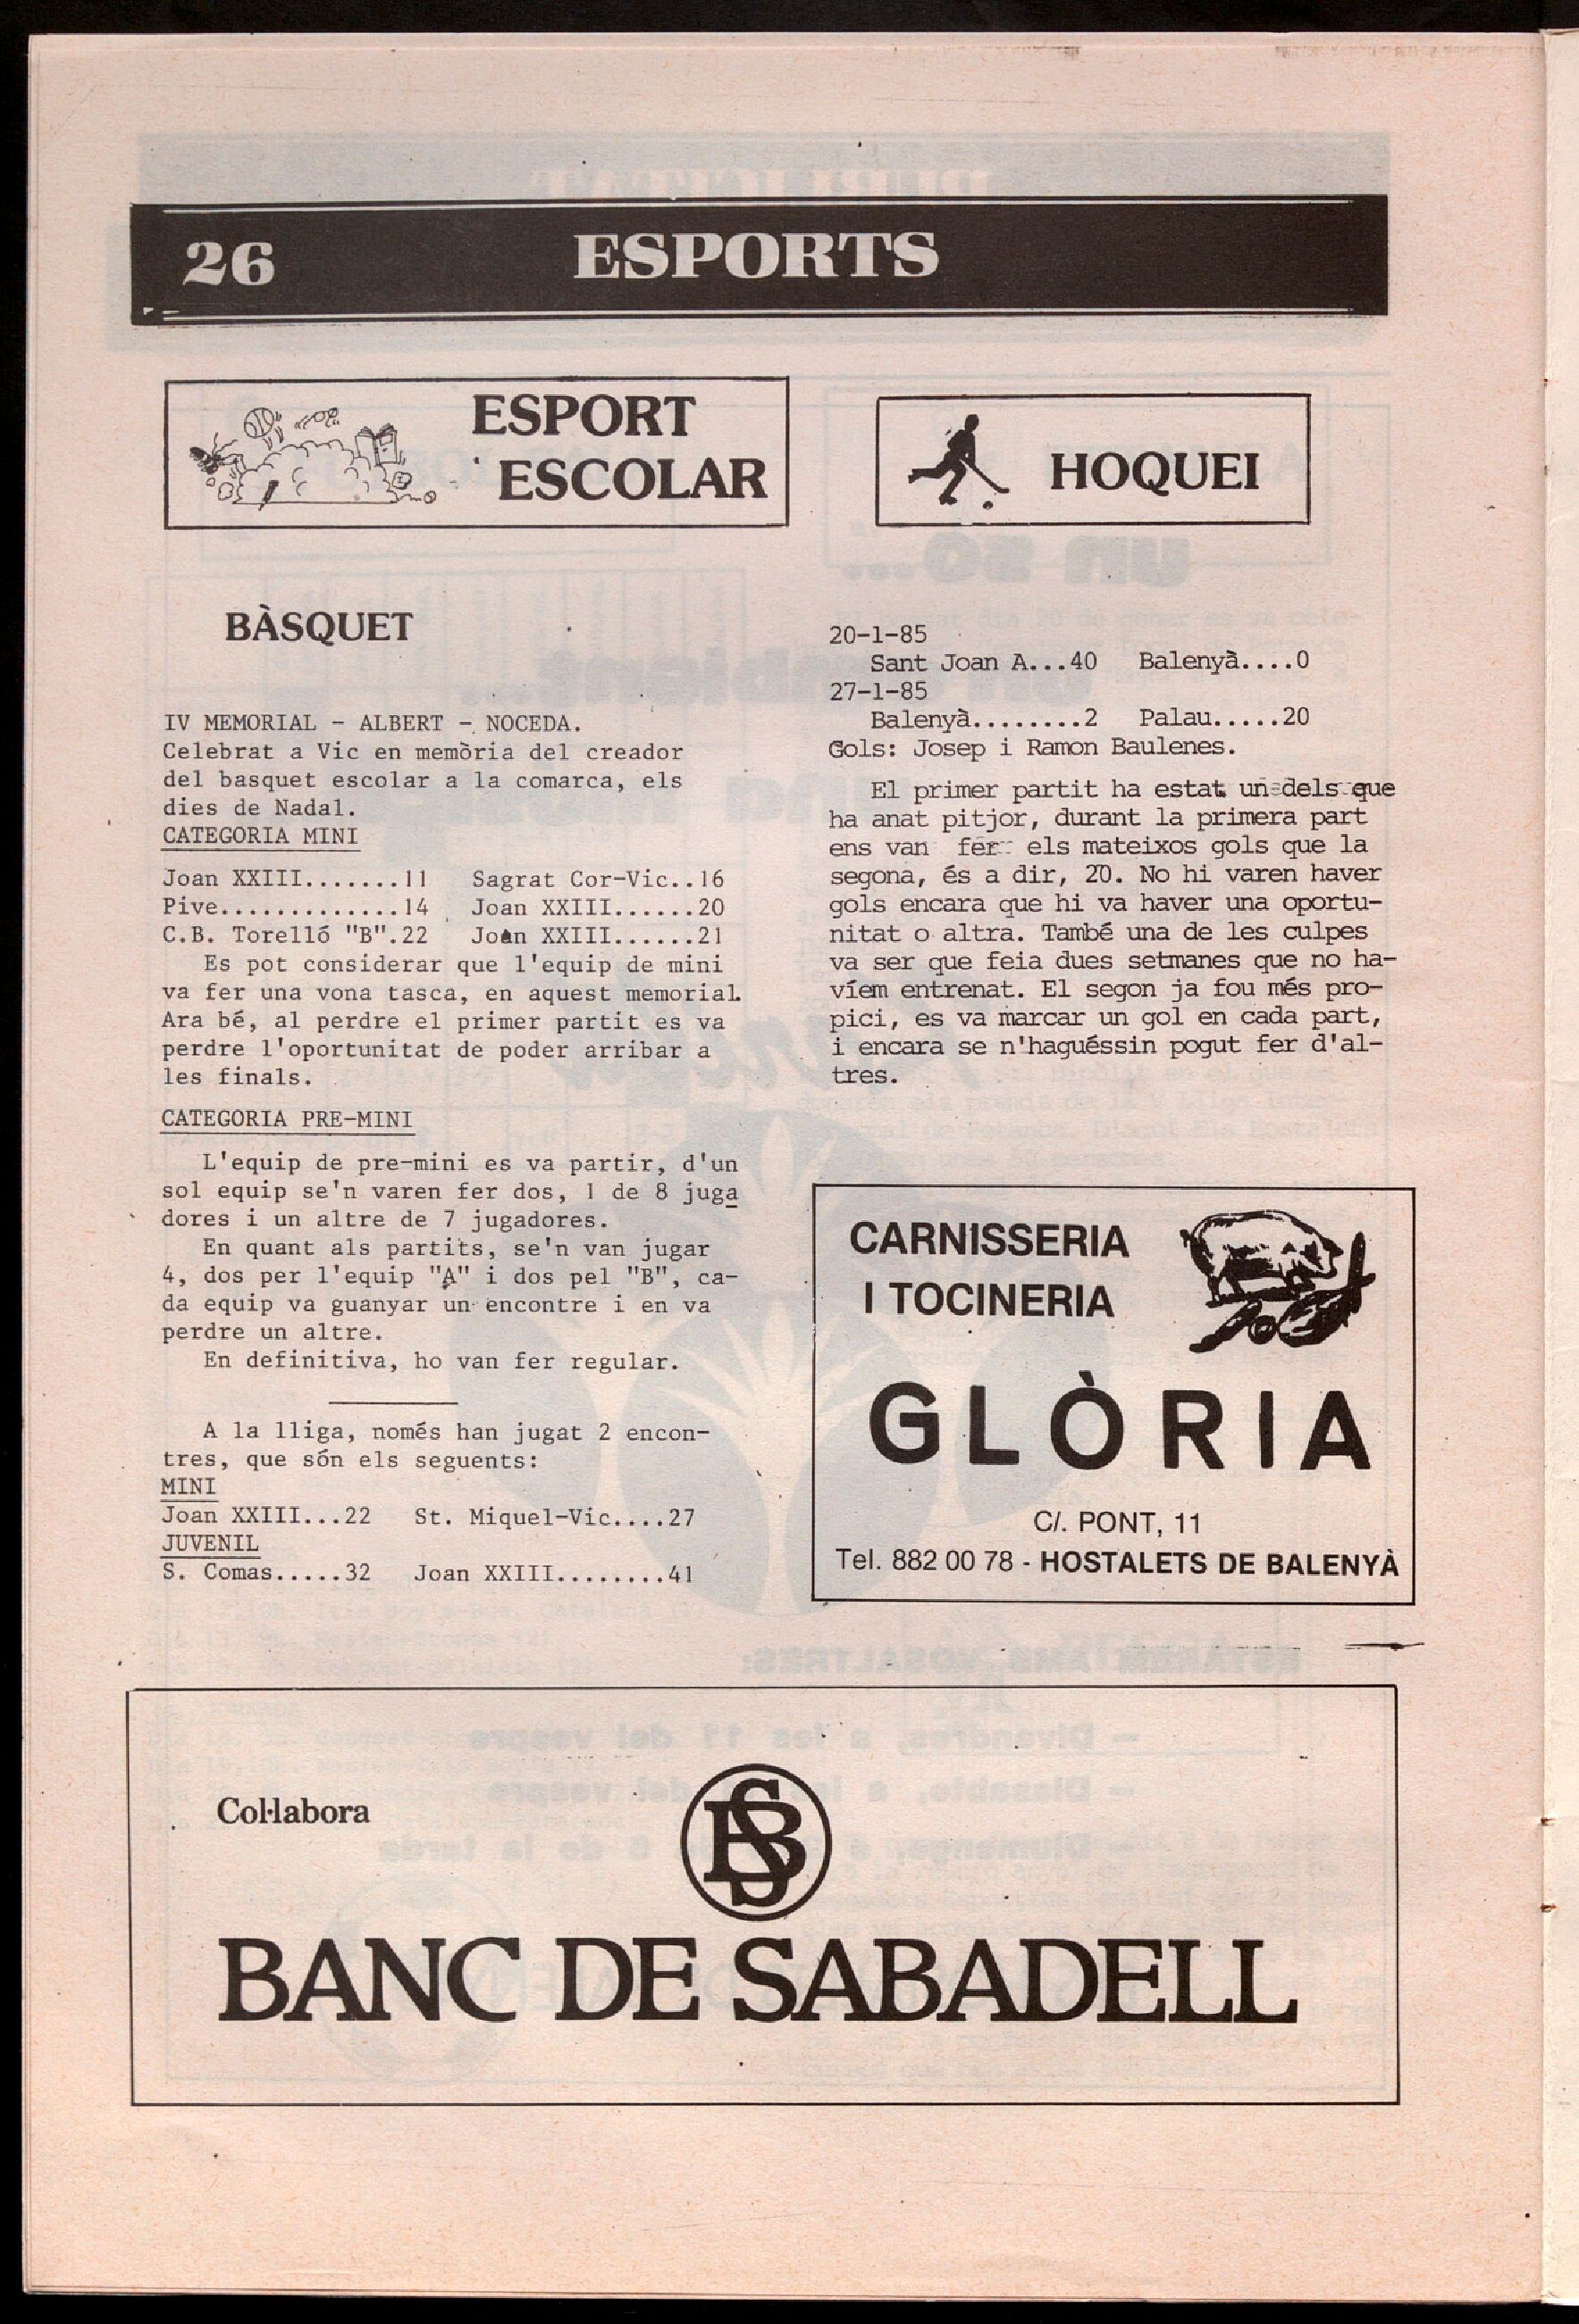 26
ESPORTS
ESPORT
ESCOLAR
BÀSQUET
IV MEMORIAL - ALBERT - NOCEDA.
Celebrat a Vic en memòria del creador
del basquet escolar a la comarca, els
dies de Nadal.
CATEGORIA MINI
Joan XXIII.......11   Sagrat Cor-Vic..16
Pive.............14   Joan XXIII......20
C.B. Torelló "B".22   Joan XXIII......21
Es pot considerar que l'equip de mini
va fer una vona tasca, en aquest memorial.
Ara bé, al perdre el primer partit es va
perdre l'oportunitat de poder arribar a
les finals.
CATEGORIA PRE-MINI
L'equip de pre-mini es va partir, d'un
sol equip se'n varen fer dos, 1 de 8 juga
dores i un altre de 7 jugadores.
En quant als partits, se'n van jugar
4, dos per l'equip "A" i dos pel "B", ca-
da equip va guanyar un encontre i en va
perdre un altre.
En definitiva, ho van fer regular.
A la lliga, només han jugat 2 encon-
tres, que són els seguents:
MINI
Joan XXIII...22   St. Miquel-Vic....27
JUVENIL
S. Comas.....32   Joan XXIII........41
HOQUEI
20-1-85
Sant Joan A...40   Balenyà....0
27-1-85
Balenyà........2   Palau.....20
Gols: Josep i Ramon Baulenes.
El primer partit ha estat un dels que
ha anat pitjor, durant la primera part
ens van fer els mateixos gols que la
segona, és a dir, 20. No hi varen haver
gols encara que hi va haver una oportu-
nitat o altra. També una de les culpes
va ser que feia dues setmanes que no ha-
víem entrenat. El segon ja fou més pro-
pici, es va marcar un gol en cada part,
i encara se n'haguéssin pogut fer d'al-
tres.
CARNISSERIA
I TOCINERIA
GLÒRIA
C/. PONT, 11
Tel. 882 00 78 - HOSTALETS DE BALENYÀ
Col·labora
BS
BANC DE SABADELL